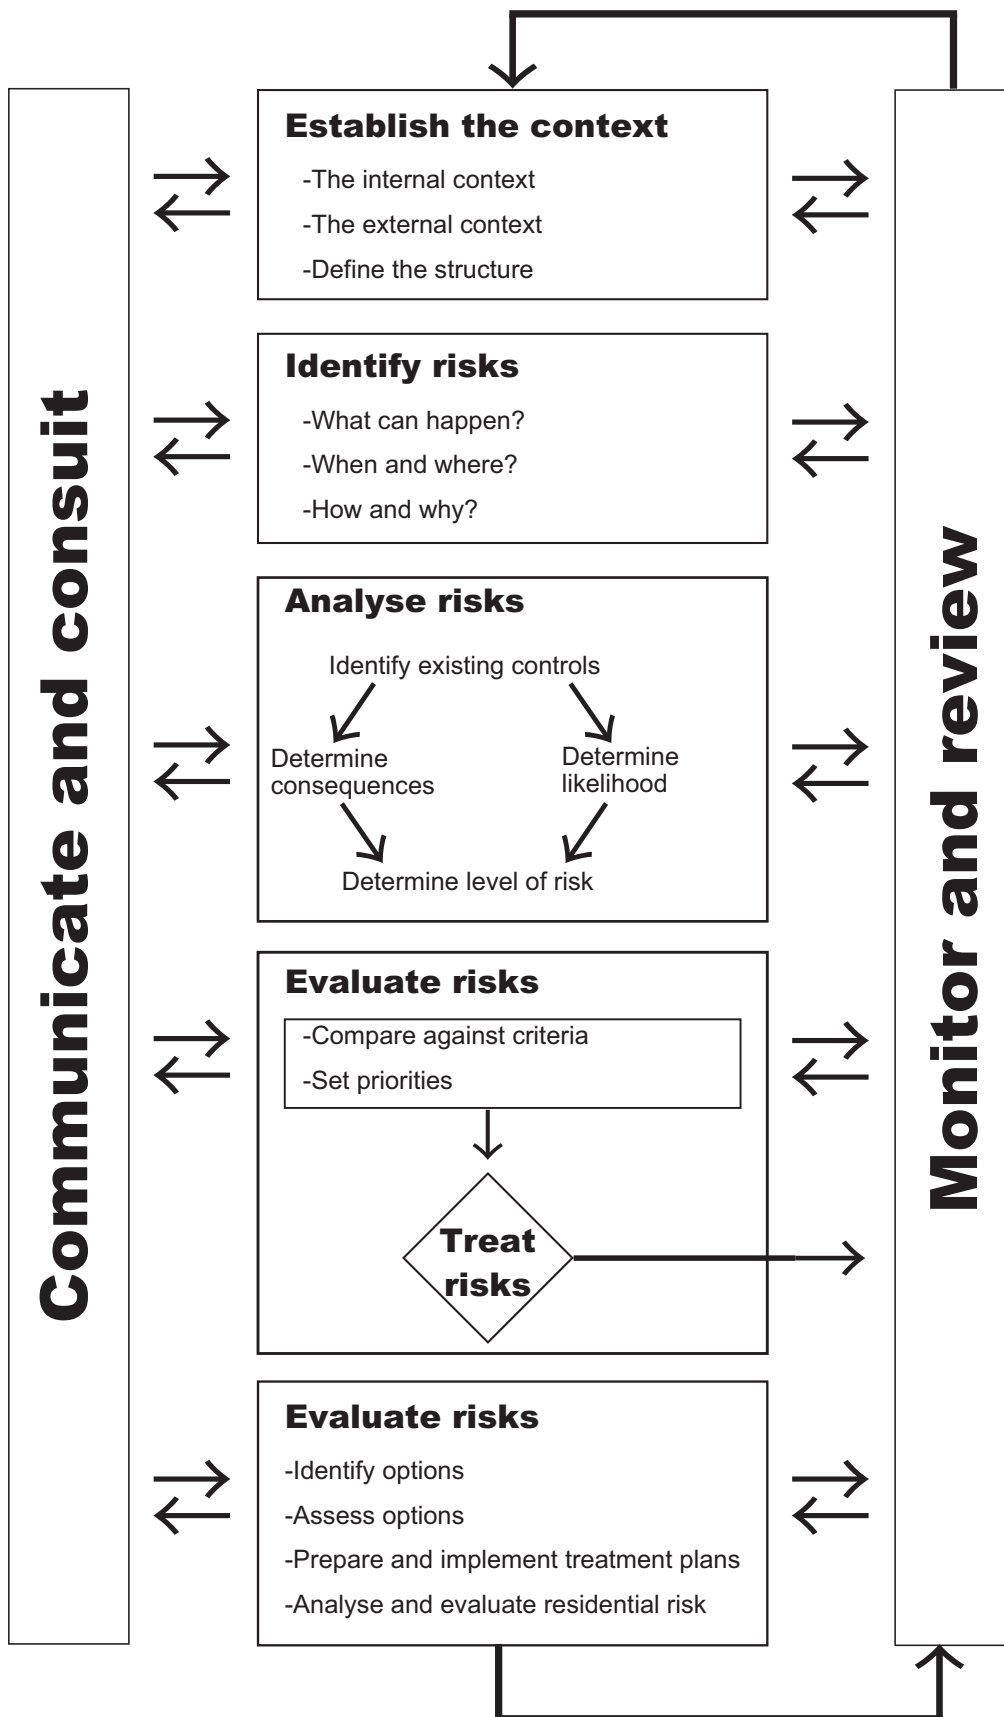 Communicate and consuit
Establish the context
-The internal context
-The external context
-Define the structure
Identify risks
-What can happen?
-When and where?
-How and why?
Analyse risks
Identify existing controls
Determine
consequences
Determine
likelihood
Determine level of risk
Evaluate risks
-Compare against criteria
-Set priorities
Treat
risks
Evaluate risks
-Identify options
-Assess options
-Prepare and implement treatment plans
-Analyse and evaluate residential risk
Monitor and review